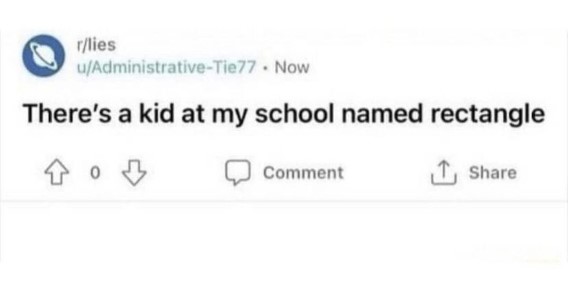 r/lies
u/Administrative-Tie77 • Now
There's a kid at my school named rectangle
0 Comment Share